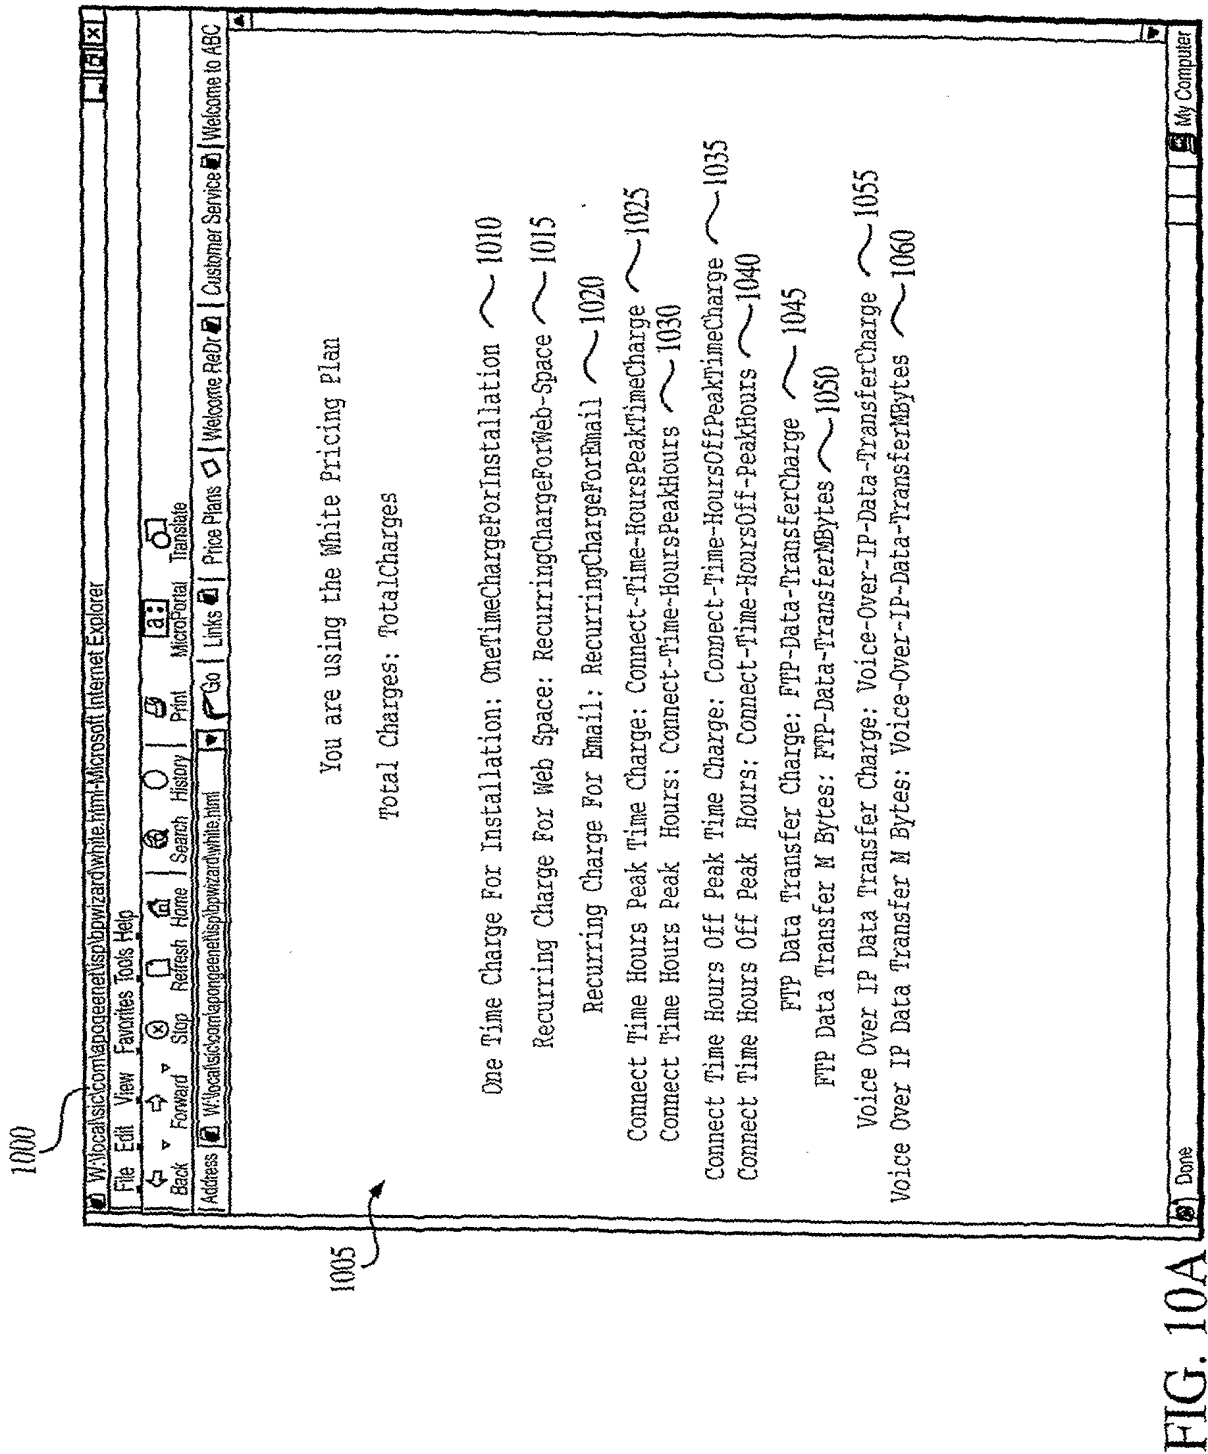 1000
W:\local\sic\com\apogeenet\isp\bpwizard\white.html-Microsoft Internet Explorer
File Edit View Favorites Tools Help
Back Forward Stop Refresh Home Search History Print MicroPortal Translate
Address W:\local\sic\com\apongeenet\isp\bpwizard\white.html Go Links Price Plans Welcome ReDr Customer Service Welcome to ABC
1005
You are using the White Pricing Plan
Total Charges: TotalCharges
One Time Charge For Installation: OneTimeChargeForInstallation 1010
Recurring Charge For Web Space: RecurringChargeForWeb-Space 1015
Recurring Charge For Email: RecurringChargeForEmail 1020
Connect Time Hours Peak Time Charge: Connect-Time-HoursPeakTimeCharge 1025
Connect Time Hours Peak Hours: Connect-Time-HoursPeakHours 1030
Connect Time Hours Off Peak Time Charge: Connect-Time-HoursOffPeakTimeCharge 1035
Connect Time Hours Off Peak Hours: Connect-Time-HoursOff-PeakHours 1040
FTP Data Transfer Charge: FTP-Data-TransferCharge 1045
FTP Data Transfer M Bytes: FTP-Data-TransferMBytes 1050
Voice Over IP Data Transfer Charge: Voice-Over-IP-Data-TransferCharge 1055
Voice Over IP Data Transfer M Bytes: Voice-Over-IP-Data-TransferMBytes 1060
Done My Computer
FIG. 10A